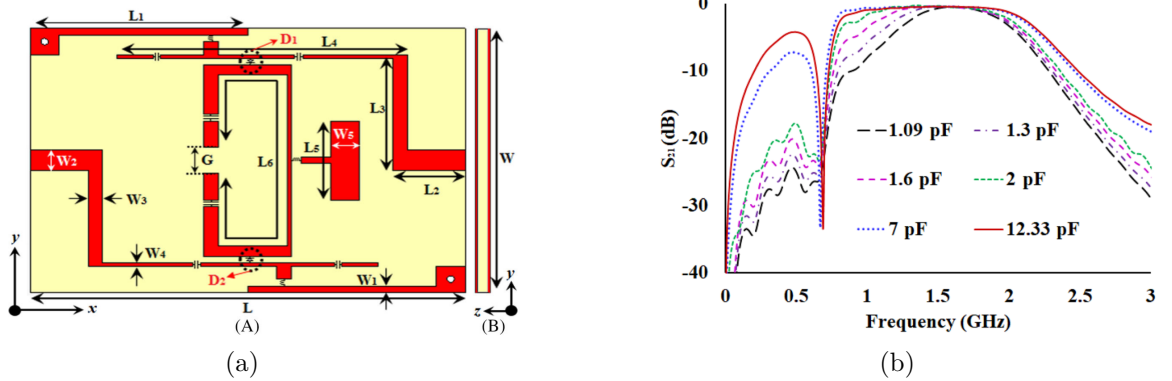 L1
D1
L4
L3
W5
W2
G
L5
L6
W
L2
W3
W4
D2
W1
y
x
L
(A)
z
y
(B)
(a)
0
-10
-20
-30
-40
S21 (dB)
1.09 pF
1.3 pF
1.6 pF
2 pF
7 pF
12.33 pF
0
0.5
1
1.5
2
2.5
3
Frequency (GHz)
(b)